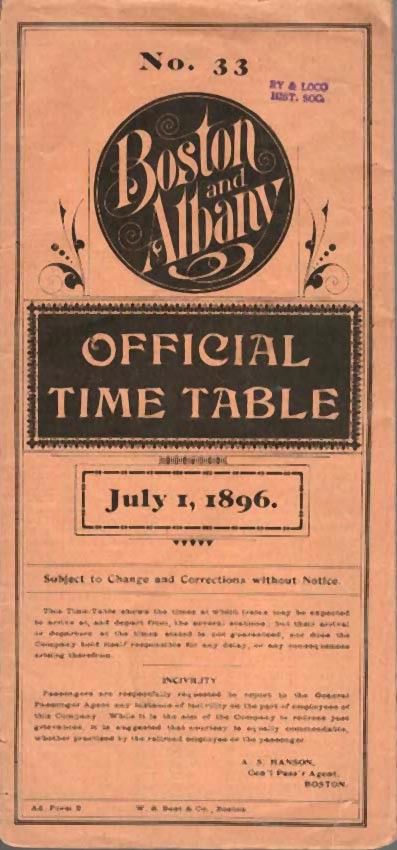 No. 33
RY & LOCO
HIST. SOC.
Boston
and
Albany
OFFICIAL
TIME TABLE
July 1, 1896.
Subject to Change and Corrections without Notice.
This Time Table shows the times at which trains may be expected
to arrive at, and depart from, the several stations; but their arrival
or departure at the times stated is not guaranteed, nor does the
Company hold itself responsible for any delay, or any consequences
arising therefrom.
INCIVILITY
Passengers are respectfully requested to report to the General
Passenger Agent any instance of incivility on the part of employees of
this Company. While it is the aim of the Company to redress just
grievances, it is suggested that courtesy is equally commendable,
whether practised by the railroad employee or the passenger.
A. S. HANSON,
Gen'l Pass'r Agent,
BOSTON.
Ad. Form
W. B. & Co., Boston